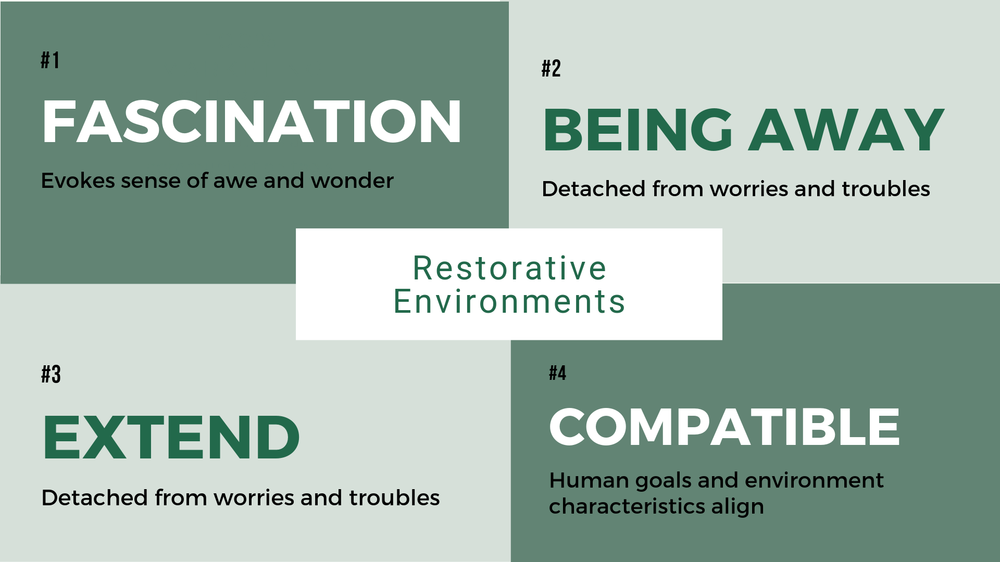 #1
FASCINATION
Evokes sense of awe and wonder
#2
BEING AWAY
Detached from worries and troubles
Restorative
Environments
#3
EXTEND
Detached from worries and troubles
#4
COMPATIBLE
Human goals and environment
characteristics align